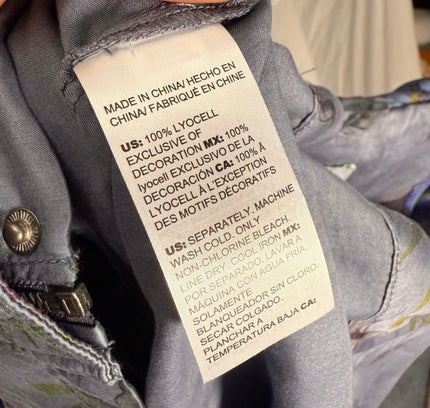 MADE IN CHINA/ HECHO EN
CHINA/ FABRIQUÉ EN CHINE
US: 100% LYOCELL
EXCLUSIVE OF
DECORATION MX: 100%
lyocell EXCLUSIVO DE LA
DECORACIÓN CA: 100% À
LYOCELL À L'EXCEPTION
DES MOTIFS DÉCORATIFS
US: SEPARATELY. MACHINE
WASH COLD. ONLY
NON-CHLORINE BLEACH.
LINE DRY. COOL IRON MX:
POR SEPARADO. LAVAR A
MÁQUINA CON AGUA FRÍA.
SOLAMENTE
BLANQUEADOR SIN CLORO.
SECAR COLGADO.
PLANCHAR A
TEMPERATURA BAJA CA: